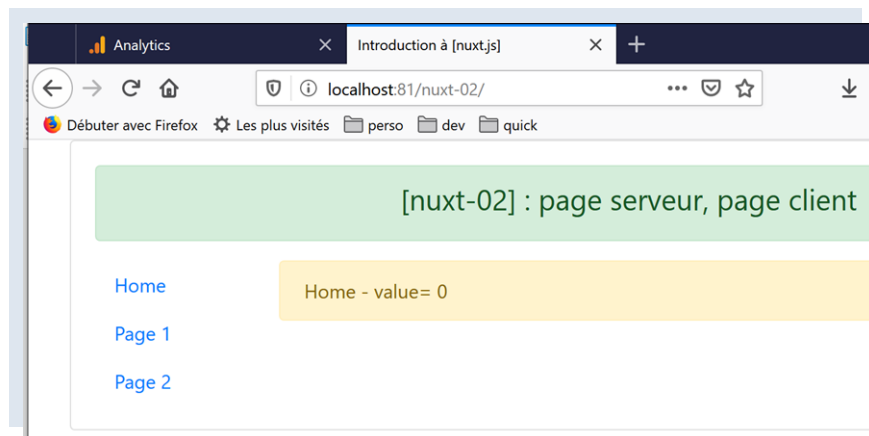 Analytics
Introduction à [nuxt.js]
localhost:81/nuxt-02/
Débuter avec Firefox Les plus visités perso dev quick
[nuxt-02] : page serveur, page client
Home
Home - value= 0
Page 1
Page 2